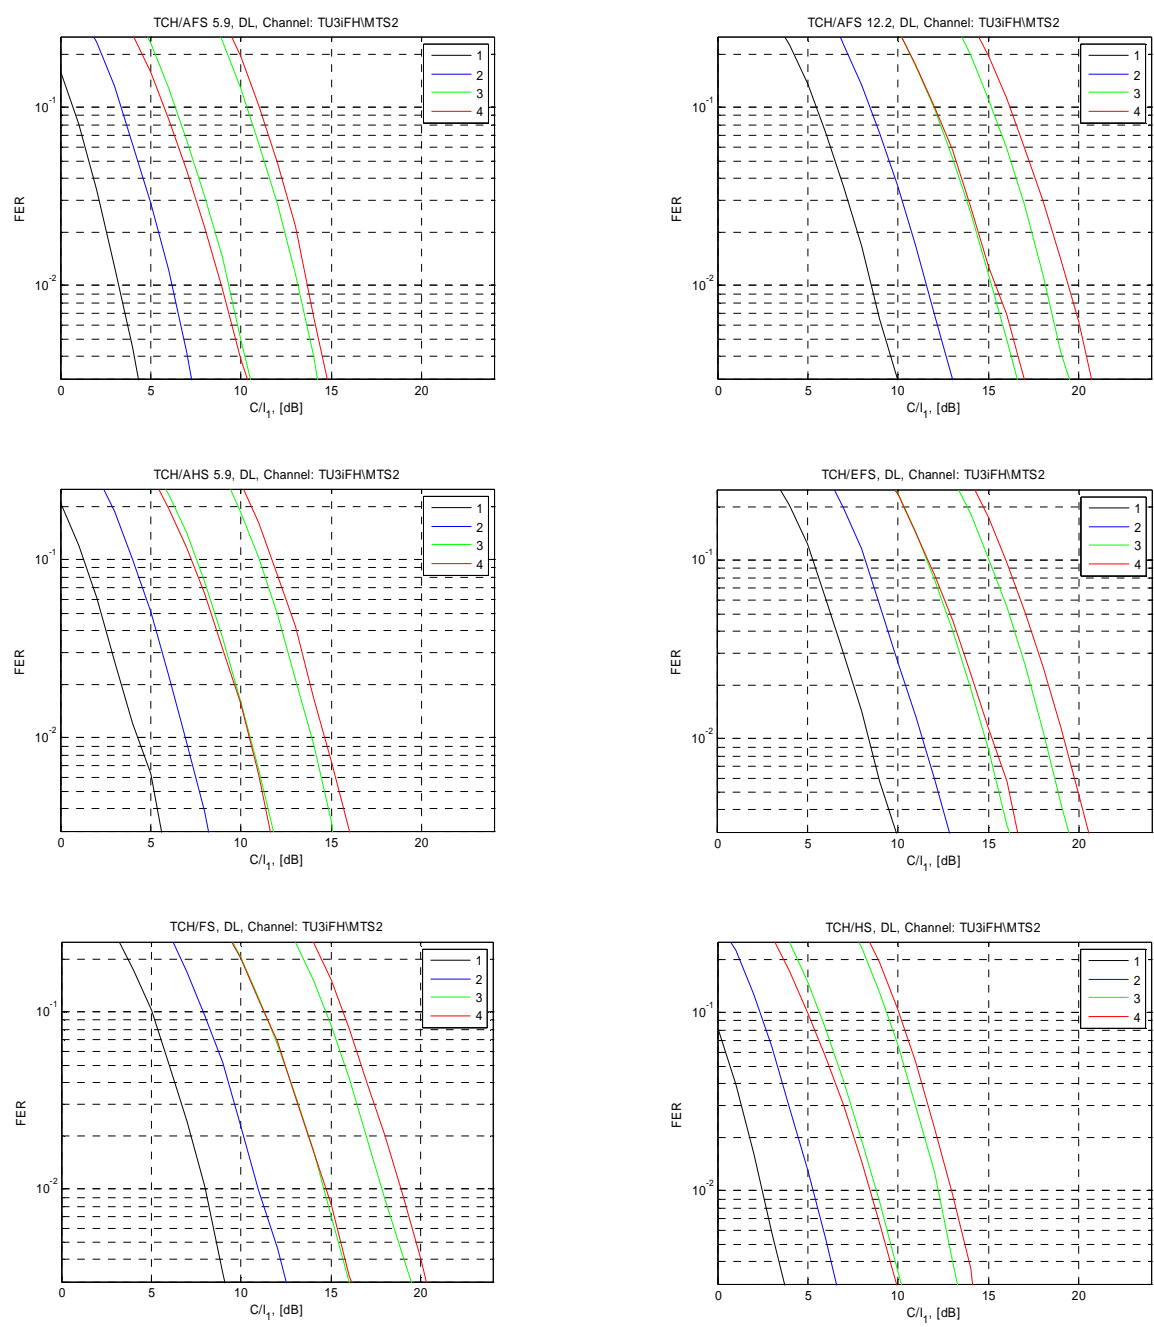 TCH/AFS 5.9, DL, Channel: TU3iFH\MTS2
1
2
3
4
10^-1
10^-2
FER
0 5 10 15 20
C/I_1, [dB]
TCH/AFS 12.2, DL, Channel: TU3iFH\MTS2
1
2
3
4
10^-1
10^-2
FER
0 5 10 15 20
C/I_1, [dB]
TCH/AHS 5.9, DL, Channel: TU3iFH\MTS2
1
2
3
4
10^-1
10^-2
FER
0 5 10 15 20
C/I_1, [dB]
TCH/EFS, DL, Channel: TU3iFH\MTS2
1
2
3
4
10^-1
10^-2
FER
0 5 10 15 20
C/I_1, [dB]
TCH/FS, DL, Channel: TU3iFH\MTS2
1
2
3
4
10^-1
10^-2
FER
0 5 10 15 20
C/I_1, [dB]
TCH/HS, DL, Channel: TU3iFH\MTS2
1
2
3
4
10^-1
10^-2
FER
0 5 10 15 20
C/I_1, [dB]